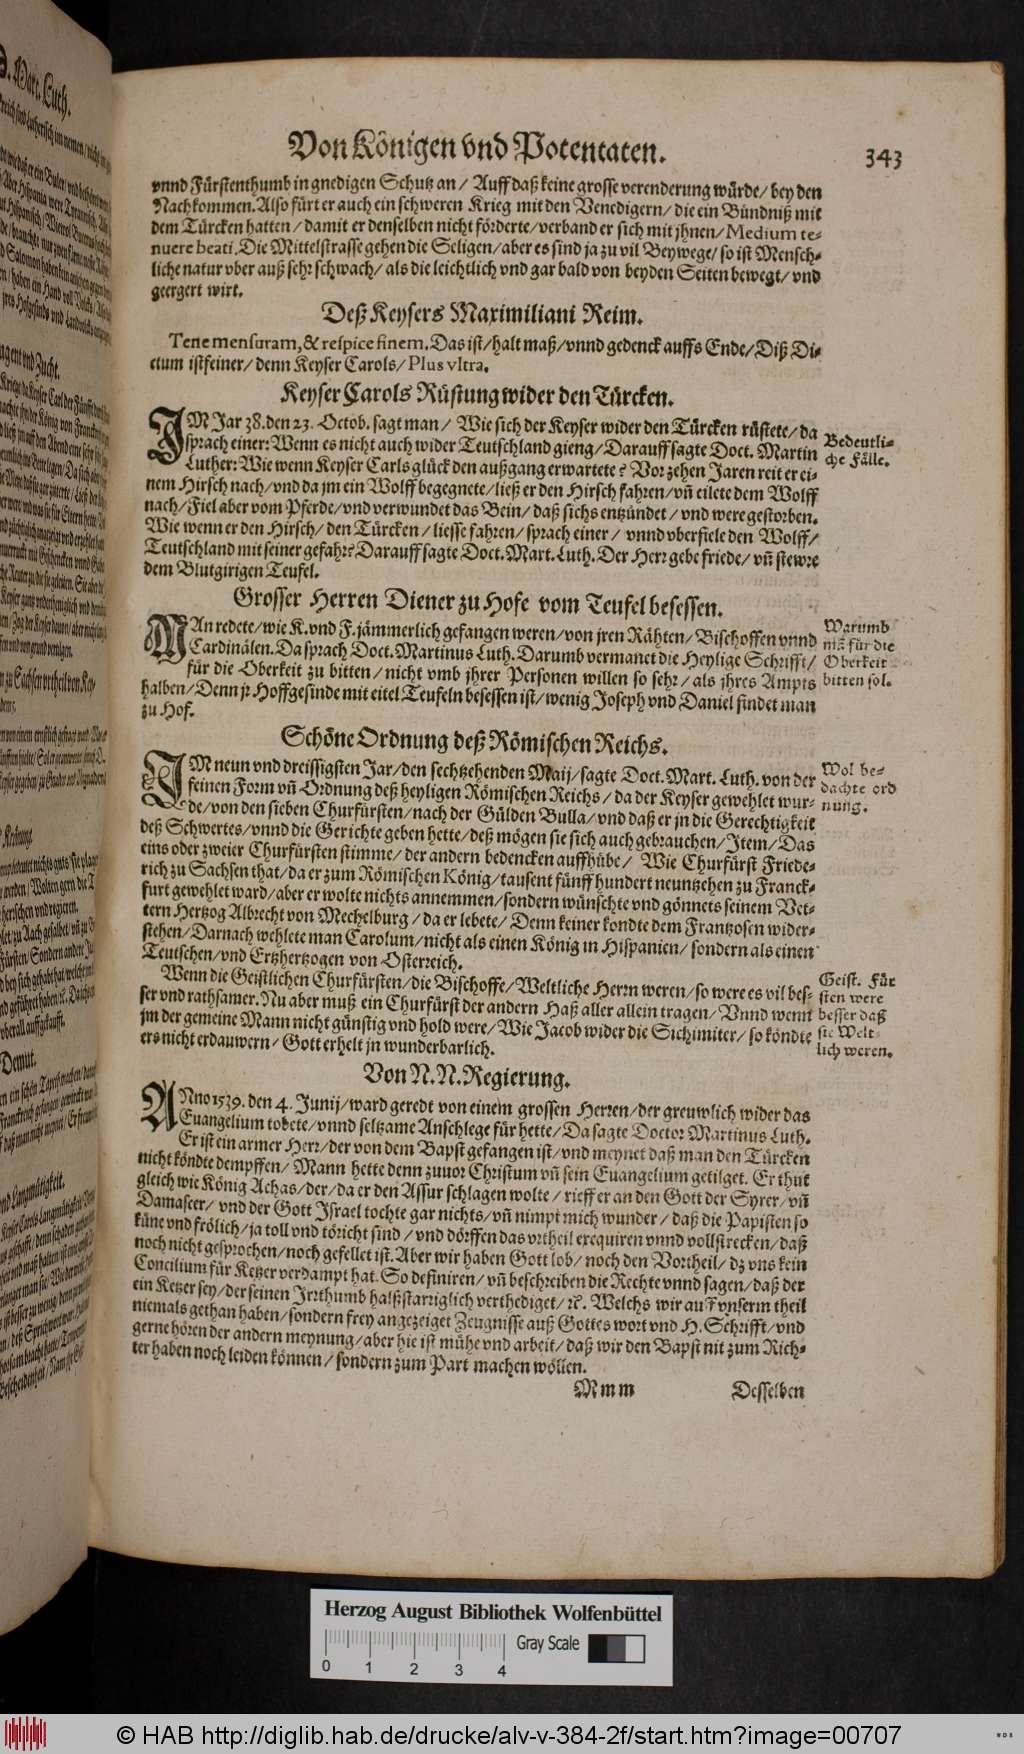 Von Königen vnd Potentaten. 343
vnnd Fürstenthumb in gnedigen Schutz an / Auff daß keine grosse verenderung würde / bey den
Nachkommen. Also fürt er auch ein schweren Krieg mit den Venedigern / die ein Bündniß mit
dem Türcken hatten / damit er denselben nicht förderte / verband er sich mit jhnen / Medium te-
nuere beati. Die Mittelstrasse gehen die Seligen / aber es sind ja zu vil Beywege / so ist Mensch-
liche natur vber auß sehr schwach / als die leichtlich vnd gar bald von beyden Seiten bewegt / vnd
geergert wirt.
Deß Keysers Maximiliani Reim.
Tene mensuram, & respice finem. Das ist / halt maß / vnnd gedenck auffs Ende / Diß Di-
ctum ist feiner / denn Keyser Carols / Plus vltra.
Keyser Carols Rüstung wider den Türcken.
IM Jar 38. den 23. Octob. sagt man / Wie sich der Keyser wider den Türcken rüstete / da
sprach einer: Wenn es nicht auch wider Teutschland gieng / Darauff sagte Doct. Martin
Luther: Wie wenn Keyser Carls glück den außgang erwartete? Vor zehen Jaren reit er ei-
nem Hirsch nach / vnd da jm ein Wolff begegnete / ließ er den Hirsch fahren / vñ eilete dem Wolff
nach / Fiel aber vom Pferde / vnd verwundet das Bein / daß sichs entzündet / vnd were gestorben.
Wie wenn er den Hirsch / den Türcken / liesse fahren / sprach einer / vnnd vberfiele den Wolff /
Teutschland mit seiner gefahr? Darauff sagte Doct. Mart. Luth. Der Herr gebe friede / vñ stewre
dem Blutgirigen Teufel.
Bedeutli-
che Fälle.
Grosser Herren Diener zu Hofe vom Teufel besessen.
MAn redete / wie K. vnd F. jämmerlich gefangen weren / von jren Rähten / Bischoffen vnnd
Cardinälen. Da sprach Doct. Martinus Luth. Darumb vermanet die Heylige Schrifft /
für die Oberkeit zu bitten / nicht vmb jhrer Personen willen so sehr / als jhres Ampts
halben / Denn jr Hoffgesinde mit eitel Teufeln besessen ist / wenig Joseph vnd Daniel findet man
zu Hof.
Warumb
mā für die
Oberkeit
bitten sol.
Schöne Ordnung deß Römischen Reichs.
IM neun vnd dreissigsten Jar / den sechtzehenden Maij / sagte Doct. Mart. Luth. von der
feinen Form vñ Ordnung deß heyligen Römischen Reichs / da der Keyser gewehlet wur-
de / von den sieben Churfürsten / nach der Gülden Bulla / vnd daß er jn die Gerechtigkeit
deß Schwertes / vnnd die Gerichte geben hette / deß mögen sie sich auch gebrauchen / Item / Das
eins oder zweier Churfürsten stimme / der andern bedencken auffhübe / Wie Churfürst Friede-
rich zu Sachsen that / da er zum Römischen König / tausent fünff hundert neuntzehen zu Franck-
furt gewehlet ward / aber er wolte nichts annemmen / sondern wünschte vnd gönnets seinem Vet-
tern Hertzog Albrecht von Mechelburg / da er lebete / Denn keiner kondte dem Frantzosen wider-
stehen / Darnach wehlete man Carolum / nicht als einen König in Hispanien / sondern als einen
Teutschen / vnd Ertzhertzogen von Osterreich.
Wol be-
dachte ord
nung.
Wenn die Geistlichen Churfürsten / die Bischoffe / Weltliche Herrn weren / so were es vil bes-
ser vnd rathsamer. Nu aber muß ein Churfürst der andern Haß aller allein tragen / Vnnd wenn
jm der gemeine Mann nicht günstig vnd hold were / Wie Jacob wider die Sichimiter / so köndte
ers nicht erdauwern / Gott erhelt jn wunderbarlich.
Geist. Für
sten were
besser daß
sie Welt-
lich weren.
Von N. N. Regierung.
ANno 1539. den 4. Junij / ward geredt von einem grossen Herren / der greuwlich wider das
Euangelium tobete / vnnd seltzame Anschlege für hette / Da sagte Doctor Martinus Luth.
Er ist ein armer Herr / der von dem Bapst gefangen ist / vnd meynet daß man den Türcken
nicht köndte dempffen / Mann hette denn zuuor Christum vñ sein Euangelium getilget. Er thut
gleich wie König Achas / der / da er den Assur schlagen wolte / rieff er an den Gott der Syrer / vñ
Damascer / vnd der Gott Israel tochte gar nichts / vñ nimpt mich wunder / daß die Papisten so
küne vnd frölich / ja toll vnd töricht sind / vnd dörffen das vrtheil exequiren vnnd vollstrecken / daß
noch nicht gesprochen / noch gefellet ist. Aber wir haben Gott lob / noch den Vortheil / dz vns kein
Concilium für Ketzer verdampt hat. So definiren / vñ beschreiben die Rechte vnnd sagen / daß der
ein Ketzer sey / der seinen Irrthumb halßstarriglich verthediget / ꝛc. Welchs wir auff vnserm theil
niemals gethan haben / sondern frey angezeiget Zeugnisse auß Gottes wort vnd H. Schrifft / vnd
gerne hören der andern meynung / aber hie ist mühe vnd arbeit / daß wir den Bapst nit zum Rich-
ter haben noch leiden können / sondern zum Part machen wöllen.
Mmm Desselben
Herzog August Bibliothek Wolfenbüttel
Gray Scale
0 1 2 3 4
© HAB http://diglib.hab.de/drucke/alv-v-384-2f/start.htm?image=00707